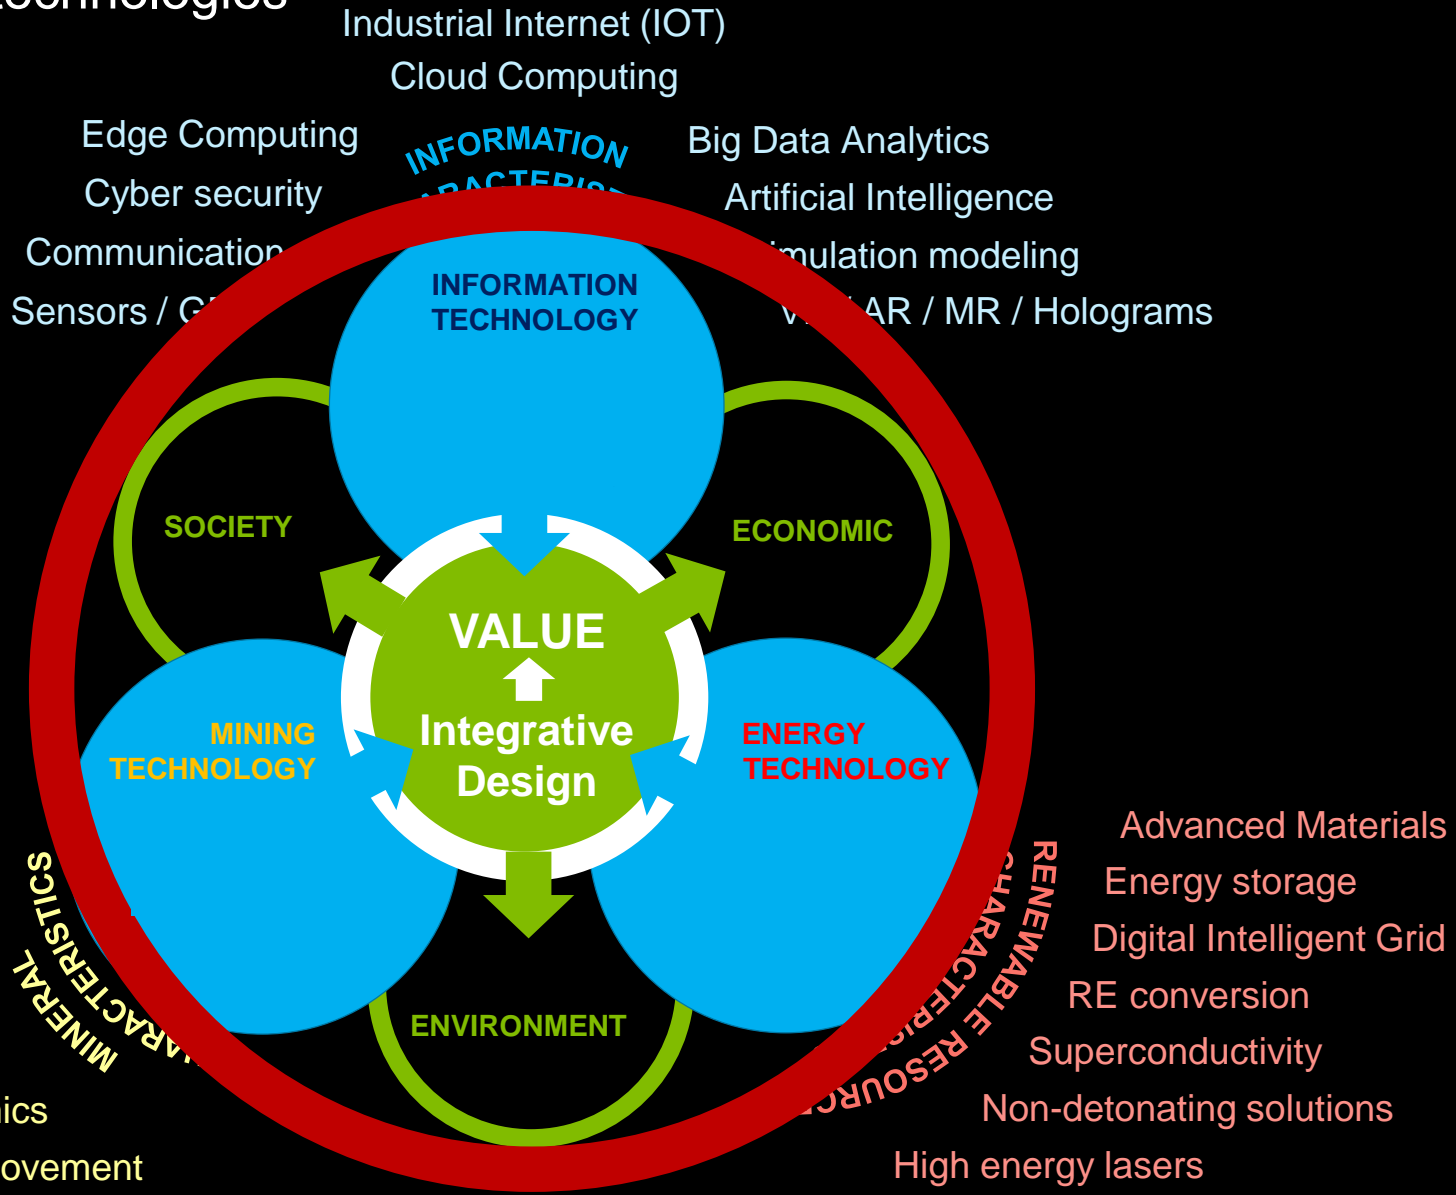 Industrial Internet (IOT)
Cloud Computing
Edge Computing
Cyber security
Communication
Sensors /
INFORMATION
Big Data Analytics
Artificial Intelligence
modeling
AR / MR / Holograms
INFORMATION
TECHNOLOGY
SOCIETY
ECONOMIC
VALUE
Integrative
Design
MINING
TECHNOLOGY
ENERGY
TECHNOLOGY
ENVIRONMENT
MINERAL
RENEWABLE
Advanced Materials
Energy storage
Digital Intelligent Grid
RE conversion
Superconductivity
Non-detonating solutions
High energy lasers